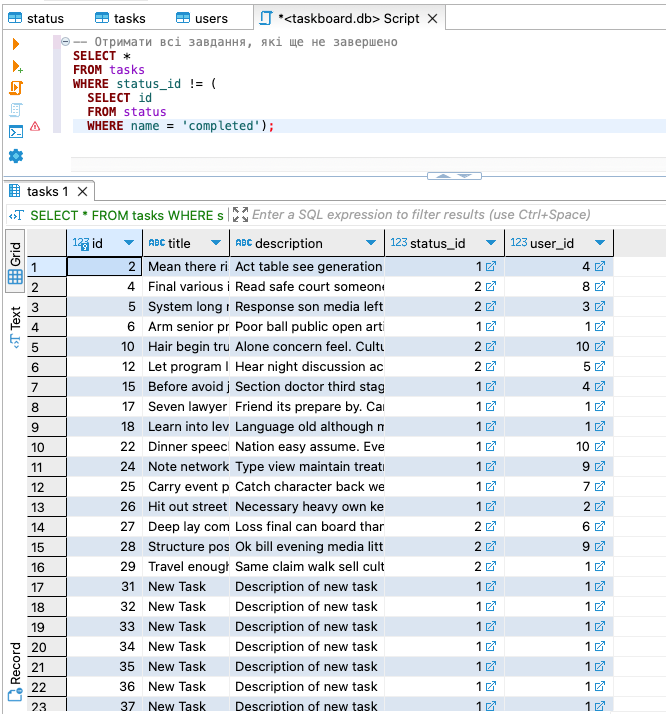 status tasks users *<taskboard.db> Script
-- Отримати всі завдання, які ще не завершено
SELECT *
FROM tasks
WHERE status_id != (
SELECT id
FROM status
WHERE name = 'completed');
tasks 1
SELECT * FROM tasks WHERE s Enter a SQL expression to filter results (use Ctrl+Space)
Grid
Text
Record
123 id ABC title ABC description 123 status_id 123 user_id
1 2 Mean there ri Act table see generation 1 4
2 4 Final various i Read safe court someone 2 8
3 5 System long r Response son media left 2 3
4 6 Arm senior pr Poor ball public open arti 1 1
5 10 Hair begin tru Alone concern feel. Cultu 2 10
6 12 Let program l Hear night discussion ac 2 5
7 15 Before avoid j Section doctor third stag 1 4
8 17 Seven lawyer Friend its prepare by. Car 1 1
9 18 Learn into lev Language old although m 1 1
10 22 Dinner speech Nation easy assume. Eve 1 10
11 24 Note network Type view maintain treatr 1 9
12 25 Carry event p Catch character back we 1 7
13 26 Hit out street Necessary heavy own ke 1 2
14 27 Deep lay com Loss final can board than 2 6
15 28 Structure pos Ok bill evening media litt 2 9
16 29 Travel enough Same claim walk sell cult 2 1
17 31 New Task Description of new task 1 1
18 32 New Task Description of new task 1 1
19 33 New Task Description of new task 1 1
20 34 New Task Description of new task 1 1
21 35 New Task Description of new task 1 1
22 36 New Task Description of new task 1 1
23 37 New Task Description of new task 1 1